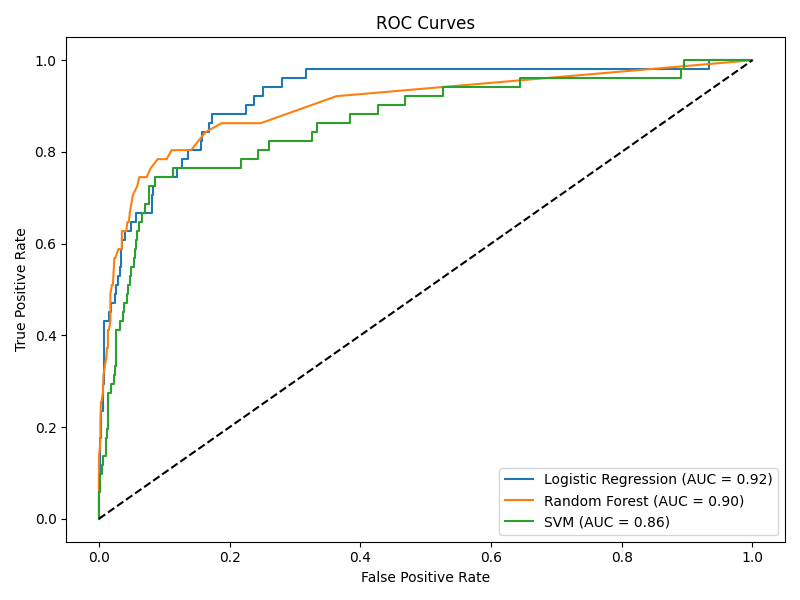 ROC Curves
1.0
0.8
0.6
0.4
0.2
0.0
True Positive Rate
0.0 0.2 0.4 0.6 0.8 1.0
False Positive Rate
Logistic Regression (AUC = 0.92)
Random Forest (AUC = 0.90)
SVM (AUC = 0.86)